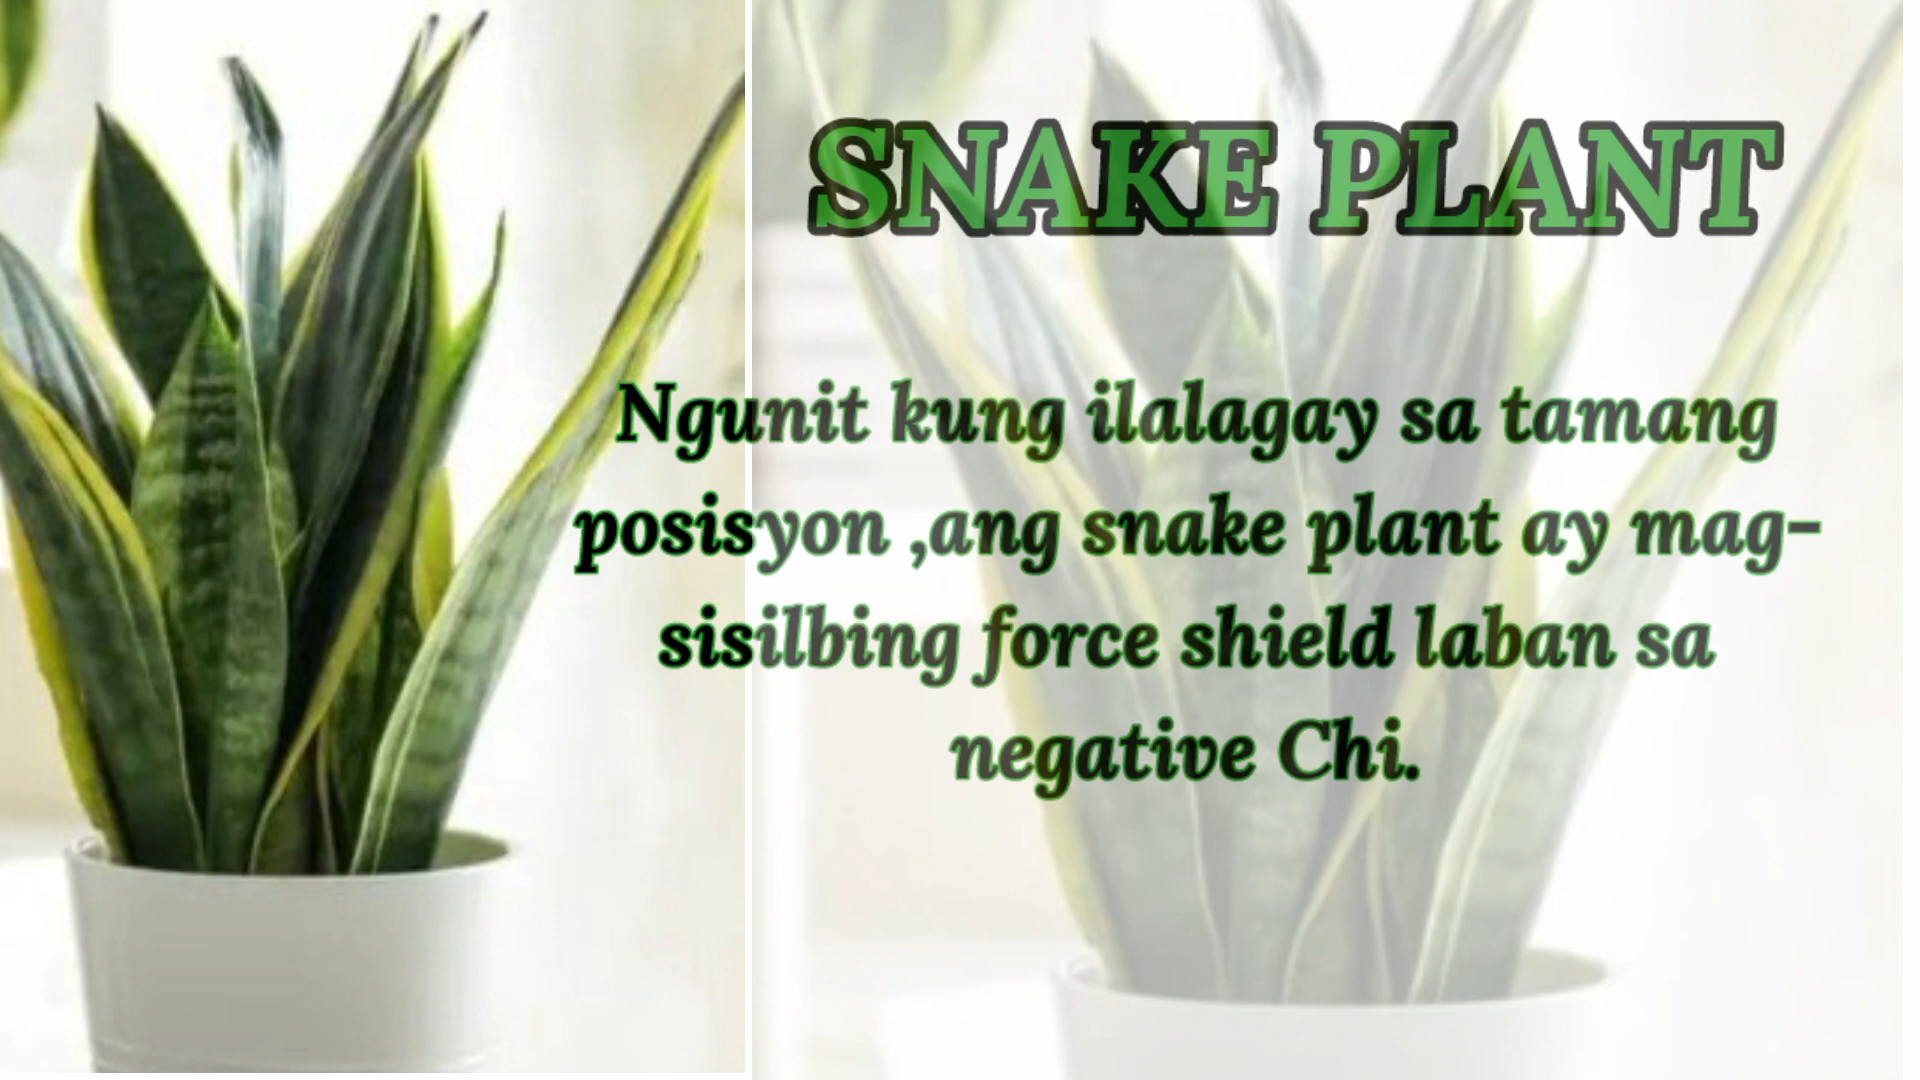 SNAKE PLANT
Ngunit kung ilalagay sa tamang
posisyon ,ang snake plant ay mag-
sisilbing force shield laban sa
negative Chi.